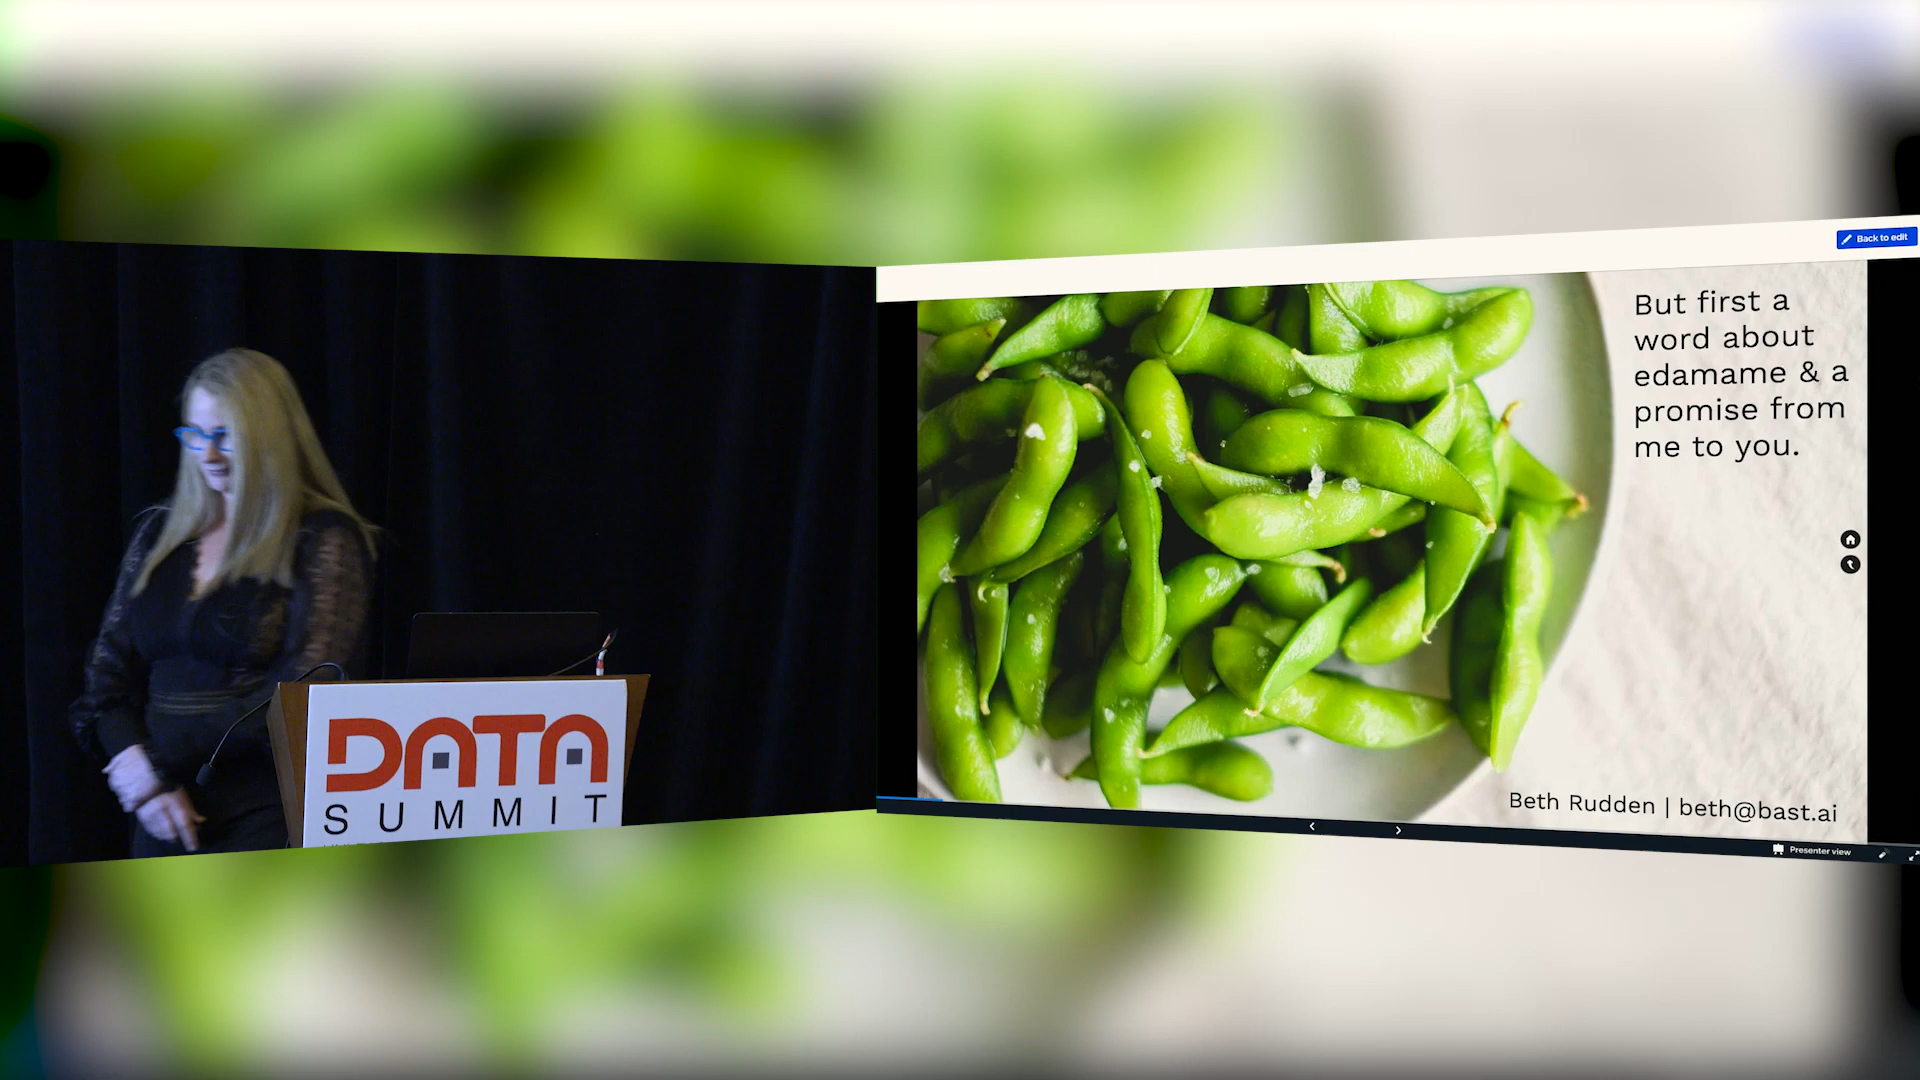 DATA
SUMMIT
Back to edit
But first a
word about
edamame & a
promise from
me to you.
Beth Rudden | beth@bast.ai
Presenter view